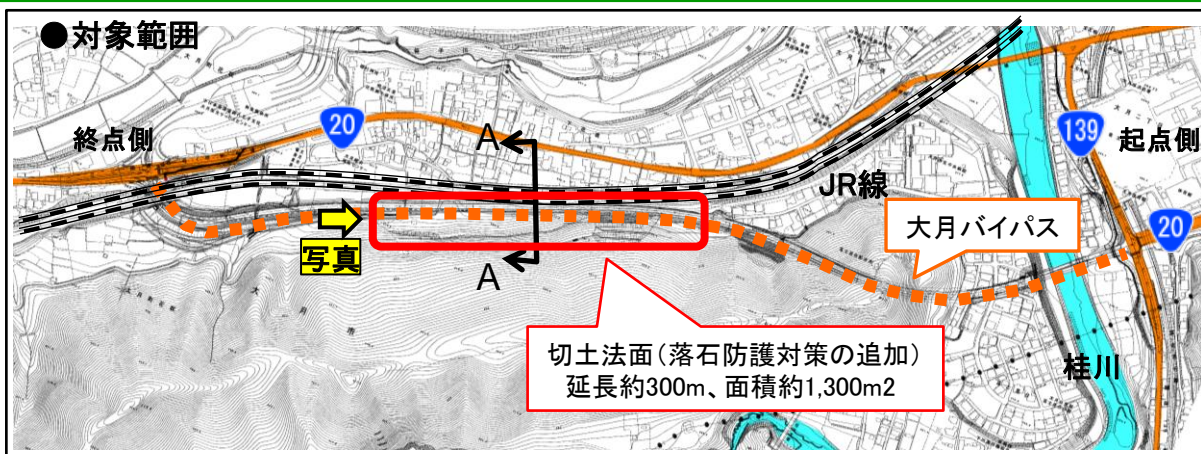 ●対象範囲
終点側
20
A
139
起点側
JR線
大月バイパス
20
写真
A
切土法面(落石防護対策の追加)
延長約300m、面積約1,300m2
桂川